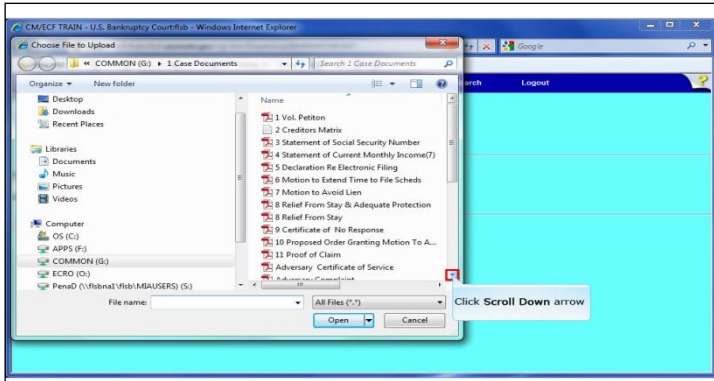 CM/ECF TRAIN - U.S. Bankruptcy Court:flsb - Windows Internet Explorer
Choose File to Upload
Google
« COMMON (G:) ▸ 1 Case Documents
Search 1 Case Documents
Organize
New folder
arch
Logout
?
Desktop
Downloads
Recent Places
Libraries
Documents
Music
Pictures
Videos
Computer
OS (C:)
APPS (F:)
COMMON (G:)
ECRO (O:)
PenaD (\\flsbna1\flsb\MIAUSERS) (S:)
Name
1 Vol. Petiton
2 Creditors Matrix
3 Statement of Social Security Number
4 Statement of Current Monthly Income(7)
5 Declaration Re Electronic Filing
6 Motion to Extend Time to File Scheds
7 Motion to Avoid Lien
8 Relief From Stay & Adequate Protection
8 Relief From Stay
9 Certificate of No Response
10 Proposed Order Granting Motion To A...
11 Proof of Claim
Adversary Certificate of Service
Adversary Complaint
Click Scroll Down arrow
File name:
All Files (*.*)
Open
Cancel